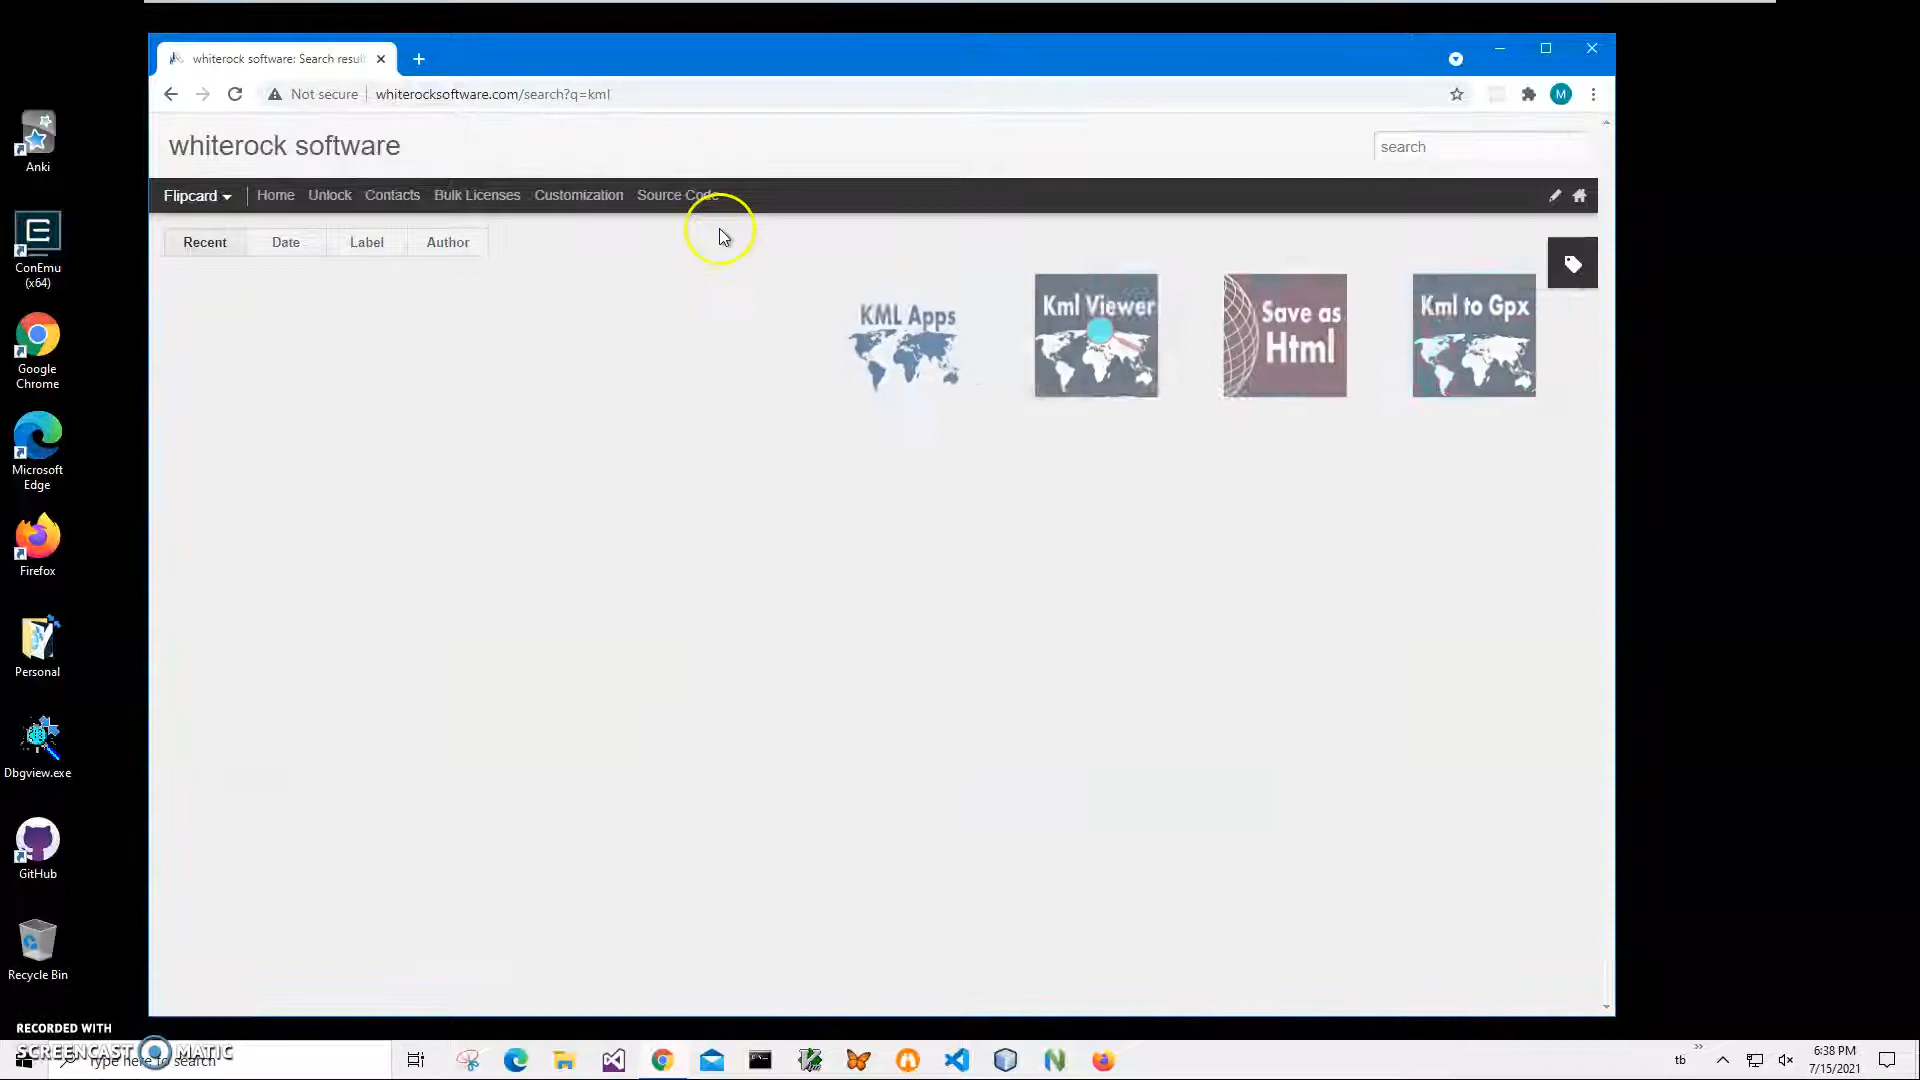 whiterock software: Search resul
Not secure
whiterocksoftware.com/search?q=kml
M
whiterock software
search
Flipcard
Home
Unlock
Contacts
Bulk Licenses
Customization
Source Code
Recent
Date
Label
Author
KML Apps
Kml Viewer
Save as
Html
Kml to Gpx
Anki
ConEmu
(x64)
Google
Chrome
Microsoft
Edge
Firefox
Personal
Dbgview.exe
GitHub
Recycle Bin
RECORDED WITH
SCREENCAST MATIC
Type here to search
tb
6:38 PM
7/15/2021